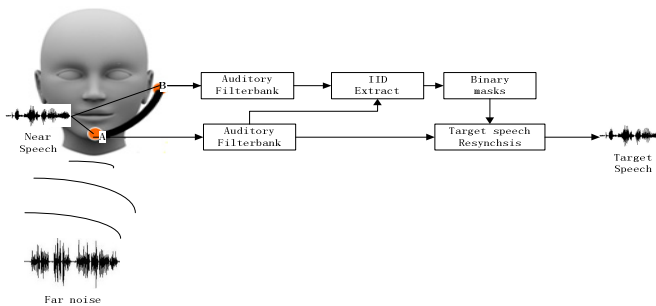 B
Auditory
Filterbank
IID
Extract
Binary
masks
Near
Speech
A
Auditory
Filterbank
Target speech
Resynchsis
Target
Speech
Far noise